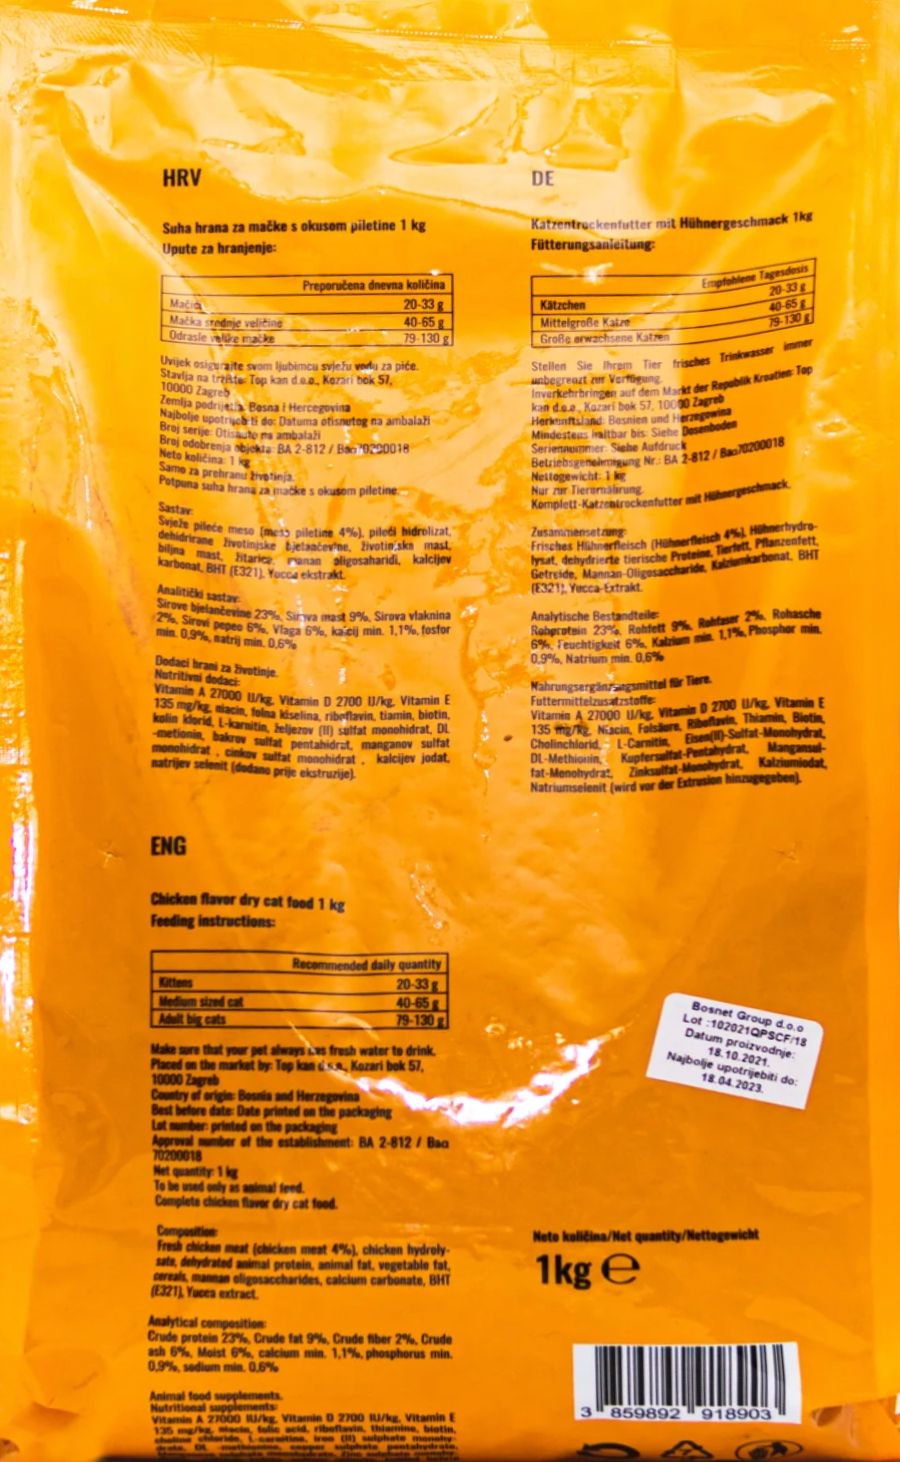 HRV
Suha hrana za mačke s okusom piletine 1 kg
Upute za hranjenje:
Preporučena dnevna količina
Mačići 20-33 g
Mačka srednje veličine 40-65 g
Odrasle velike mačke 79-130 g
Uvijek osigurajte svom ljubimcu svježu vodu za piće.
Stavlja na tržište: Top kan d.o.o., Kozari bok 57,
10000 Zagreb
Zemlja podrijetla: Bosna i Hercegovina
Najbolje upotrijebiti do: Datuma otisnutog na ambalaži
Broj serije: Otisnuto na ambalaži
Broj odobrenja objekta: BA 2-812 / Baα70200018
Neto količina: 1 kg
Samo za prehranu životinja.
Potpuna suha hrana za mačke s okusom piletine.
Sastav:
Svježe pileće meso (meso piletine 4%), pileći hidrolizat,
dehidrirane životinjske bjelančevine, životinjska mast,
biljna mast, žitarice, manan oligosaharidi, kalcijev
karbonat, BHT (E321), Yucca ekstrakt.
Analitički sastav:
Sirove bjelančevine 23%, Sirova mast 9%, Sirova vlaknina
2%, Sirovi pepeo 6%, Vlaga 6%, kalcij min. 1,1%, fosfor
min. 0,9%, natrij min. 0,6%
Dodaci hrani za životinje.
Nutritivni dodaci:
Vitamin A 27000 IJ/kg, Vitamin D 2700 IJ/kg, Vitamin E
135 mg/kg, niacin, folna kiselina, riboflavin, tiamin, biotin,
kolin klorid, L-karnitin, željezov (II) sulfat monohidrat, DL
-metionin, bakrov sulfat pentahidrat, manganov sulfat
monohidrat , cinkov sulfat monohidrat , kalcijev jodat,
natrijev selenit (dodano prije ekstruzije).
DE
Katzentrockenfutter mit Hühnergeschmack 1kg
Fütterungsanleitung:
Empfohlene Tagesdosis
Kätzchen 20-33 g
Mittelgroße Katze 40-65 g
Große erwachsene Katzen 79-130 g
Stellen Sie Ihrem Tier frisches Trinkwasser immer
unbegrenzt zur Verfügung.
Inverkehrbringen auf dem Markt der Republik Kroatien: Top
kan d.o.o., Kozari bok 57, 10000 Zagreb
Herkunftsland: Bosnien und Herzegowina
Mindestens haltbar bis: Siehe Dosenboden
Seriennummer: Siehe Aufdruck
Betriebsgenehmigung Nr.: BA 2-812 / Baα70200018
Nettogewicht: 1 kg
Nur zur Tierernährung.
Komplett-Katzentrockenfutter mit Hühnergeschmack.
Zusammensetzung:
Frisches Hühnerfleisch (Hühnerfleisch 4%), Hühnerhydro-
lysat, dehydrierte tierische Proteine, Tierfett, Pflanzenfett,
Getreide, Mannan-Oligosaccharide, Kalziumkarbonat, BHT
(E321), Yucca-Extrakt.
Analytische Bestandteile:
Rohprotein 23%, Rohfett 9%, Rohfaser 2%, Rohasche
6%, Feuchtigkeit 6%, Kalzium min. 1,1%, Phosphor min.
0,9%, Natrium min. 0,6%
Nahrungsergänzungsmittel für Tiere.
Futtermittelzusatzstoffe:
Vitamin A 27000 IJ/kg, Vitamin D 2700 IJ/kg, Vitamin E
135 mg/kg, Niacin, Folsäure, Riboflavin, Thiamin, Biotin,
Cholinchlorid, L-Carnitin, Eisen(II)-Sulfat-Monohydrat,
DL-Methionin, Kupfersulfat-Pentahydrat, Mangansul-
fat-Monohydrat, Zinksulfat-Monohydrat, Kalziumiodat,
Natriumselenit (wird vor der Extrusion hinzugegeben).
ENG
Chicken flavor dry cat food 1 kg
Feeding instructions:
Recommended daily quantity
Kittens 20-33 g
Medium sized cat 40-65 g
Adult big cats 79-130 g
Make sure that your pet always has fresh water to drink.
Placed on the market by: Top kan d.o.o., Kozari bok 57,
10000 Zagreb
Country of origin: Bosnia and Herzegovina
Best before date: Date printed on the packaging
Lot number: printed on the packaging
Approval number of the establishment: BA 2-812 / Baα
70200018
Net quantity: 1 kg
To be used only as animal feed.
Complete chicken flavor dry cat food.
Composition:
Fresh chicken meat (chicken meat 4%), chicken hydroly-
sate, dehydrated animal protein, animal fat, vegetable fat,
cereals, mannan oligosaccharides, calcium carbonate, BHT
(E321), Yucca extract.
Analytical composition:
Crude protein 23%, Crude fat 9%, Crude fiber 2%, Crude
ash 6%, Moist 6%, calcium min. 1,1%, phosphorus min.
0,9%, sodium min. 0,6%
Animal food supplements.
Nutritional supplements:
Vitamin A 27000 IU/kg, Vitamin D 2700 IU/kg, Vitamin E
135 mg/kg, niacin, folic acid, riboflavin, thiamine, biotin,
choline chloride, L-carnitine, iron (II) sulphate monohy-
drate, DL -methionine, copper sulphate pentahydrate,
Bosnet Group d.o.o
Lot :102021QPSCF/18
Datum proizvodnje:
18.10.2021.
Najbolje upotrijebiti do:
18.04.2023.
Neto količina/Net quantity/Nettogewicht
1kg ℮
3 859892 918903